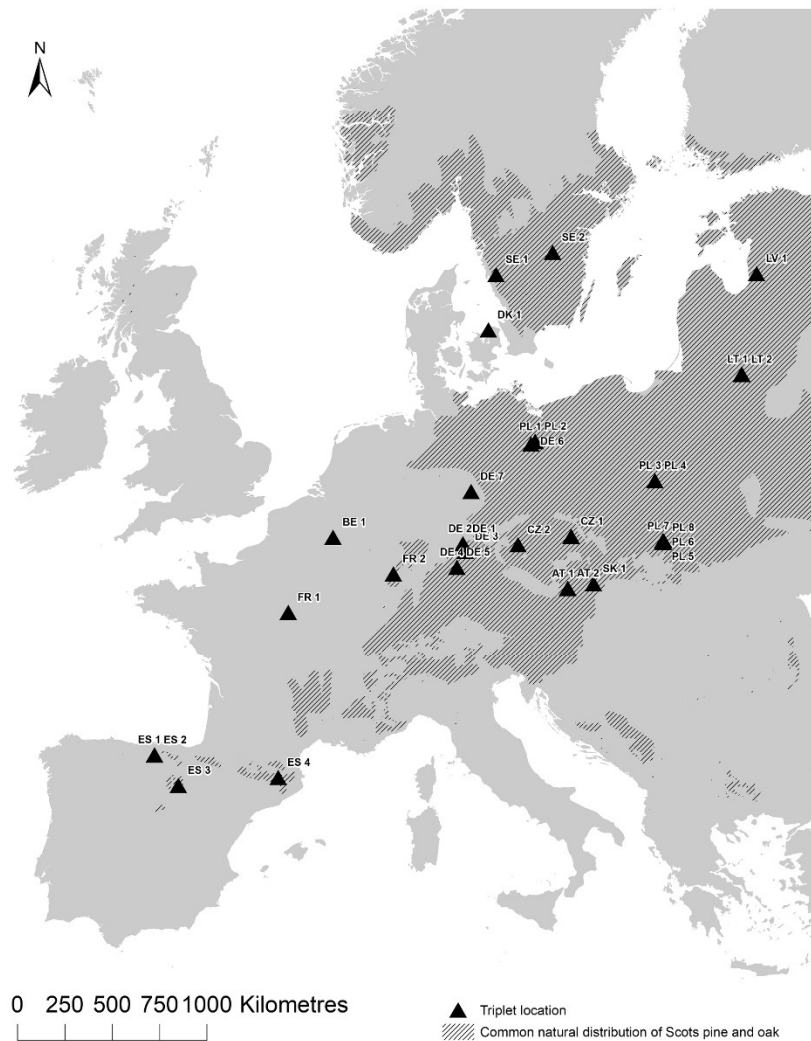 N
SE 2
SE 1
LV 1
DK 1
LT 1 LT 2
PL 1 PL 2
DE 6
PL 3 PL 4
DE 7
BE 1
DE 2 DE 1
DE 3
CZ 2
CZ 1
PL 7 PL 8
PL 6
PL 5
FR 2
DE 4 DE 5
AT 1 AT 2
SK 1
FR 1
ES 1 ES 2
ES 3
ES 4
0 250 500 750 1000 Kilometres
Triplet location
Common natural distribution of Scots pine and oak